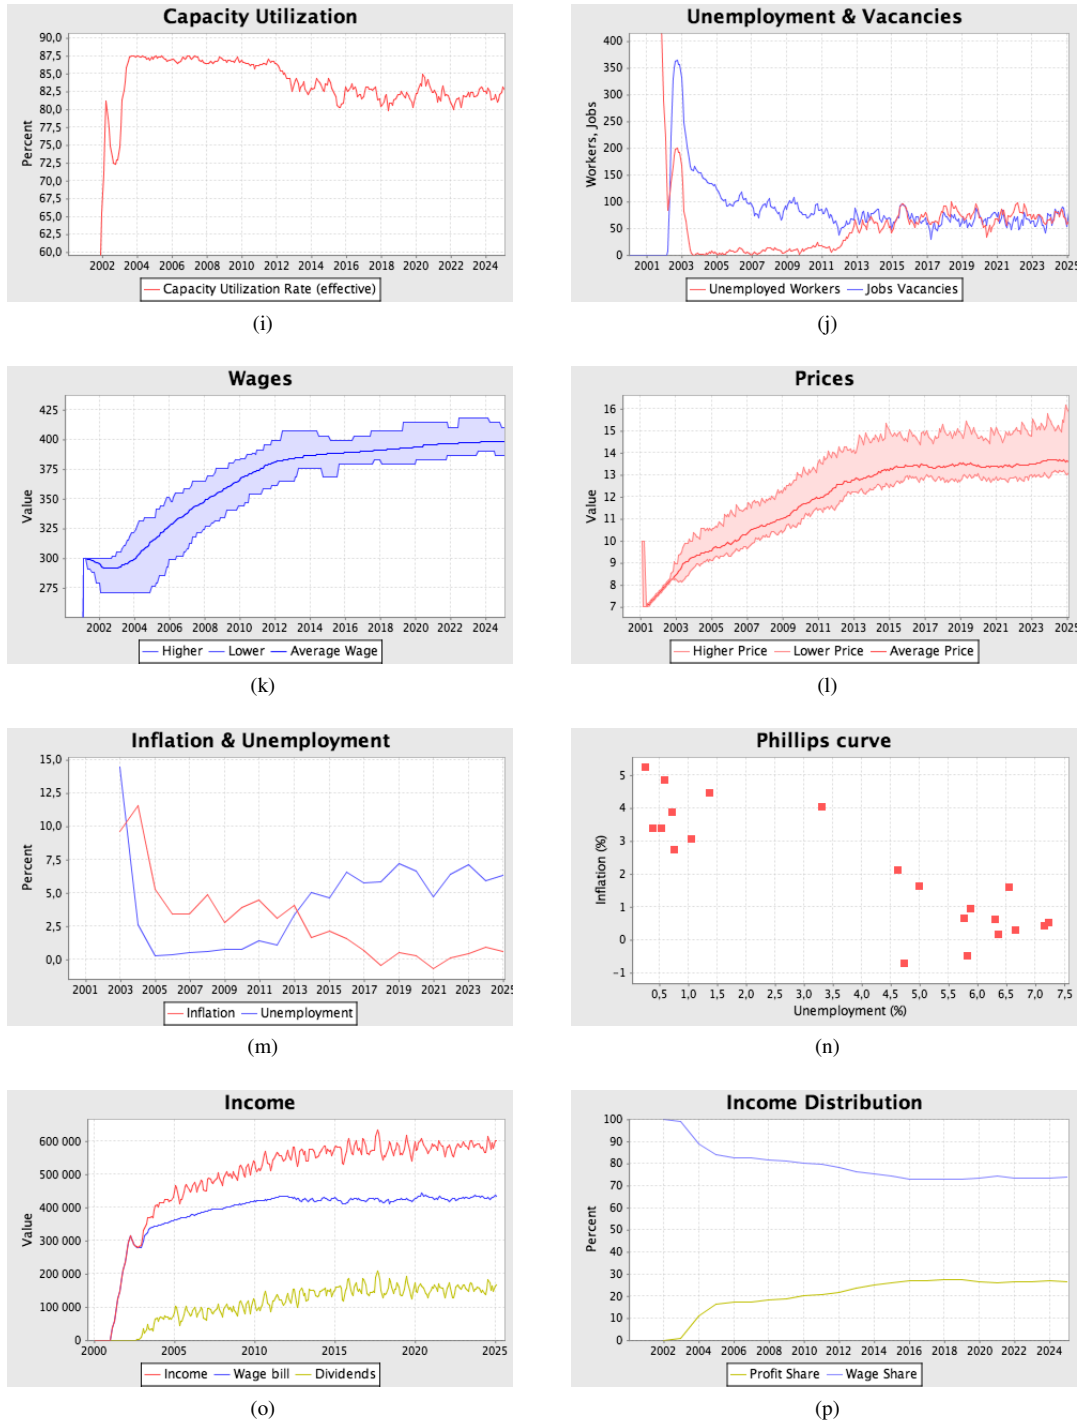 Capacity Utilization
90,0
87,5
85,0
82,5
80,0
77,5
75,0
72,5
70,0
67,5
65,0
62,5
60,0
Percent
2002 2004 2006 2008 2010 2012 2014 2016 2018 2020 2022 2024
Capacity Utilization Rate (effective)
(i)
Unemployment & Vacancies
400
350
300
250
200
150
100
50
0
Workers, Jobs
2001 2003 2005 2007 2009 2011 2013 2015 2017 2019 2021 2023 2025
Unemployed Workers Jobs Vacancies
(j)
Wages
425
400
375
350
325
300
275
Value
2002 2004 2006 2008 2010 2012 2014 2016 2018 2020 2022 2024
Higher Lower Average Wage
(k)
Prices
16
15
14
13
12
11
10
9
8
7
Value
2001 2003 2005 2007 2009 2011 2013 2015 2017 2019 2021 2023 2025
Higher Price Lower Price Average Price
(l)
Inflation & Unemployment
15,0
12,5
10,0
7,5
5,0
2,5
0,0
Percent
2001 2003 2005 2007 2009 2011 2013 2015 2017 2019 2021 2023 2025
Inflation Unemployment
(m)
Phillips curve
5
4
3
2
1
0
-1
Inflation (%)
0,5 1,0 1,5 2,0 2,5 3,0 3,5 4,0 4,5 5,0 5,5 6,0 6,5 7,0 7,5
Unemployment (%)
(n)
Income
600 000
500 000
400 000
300 000
200 000
100 000
0
Value
2000 2005 2010 2015 2020 2025
Income Wage bill Dividends
(o)
Income Distribution
100
90
80
70
60
50
40
30
20
10
0
Percent
2002 2004 2006 2008 2010 2012 2014 2016 2018 2020 2022 2024
Profit Share Wage Share
(p)